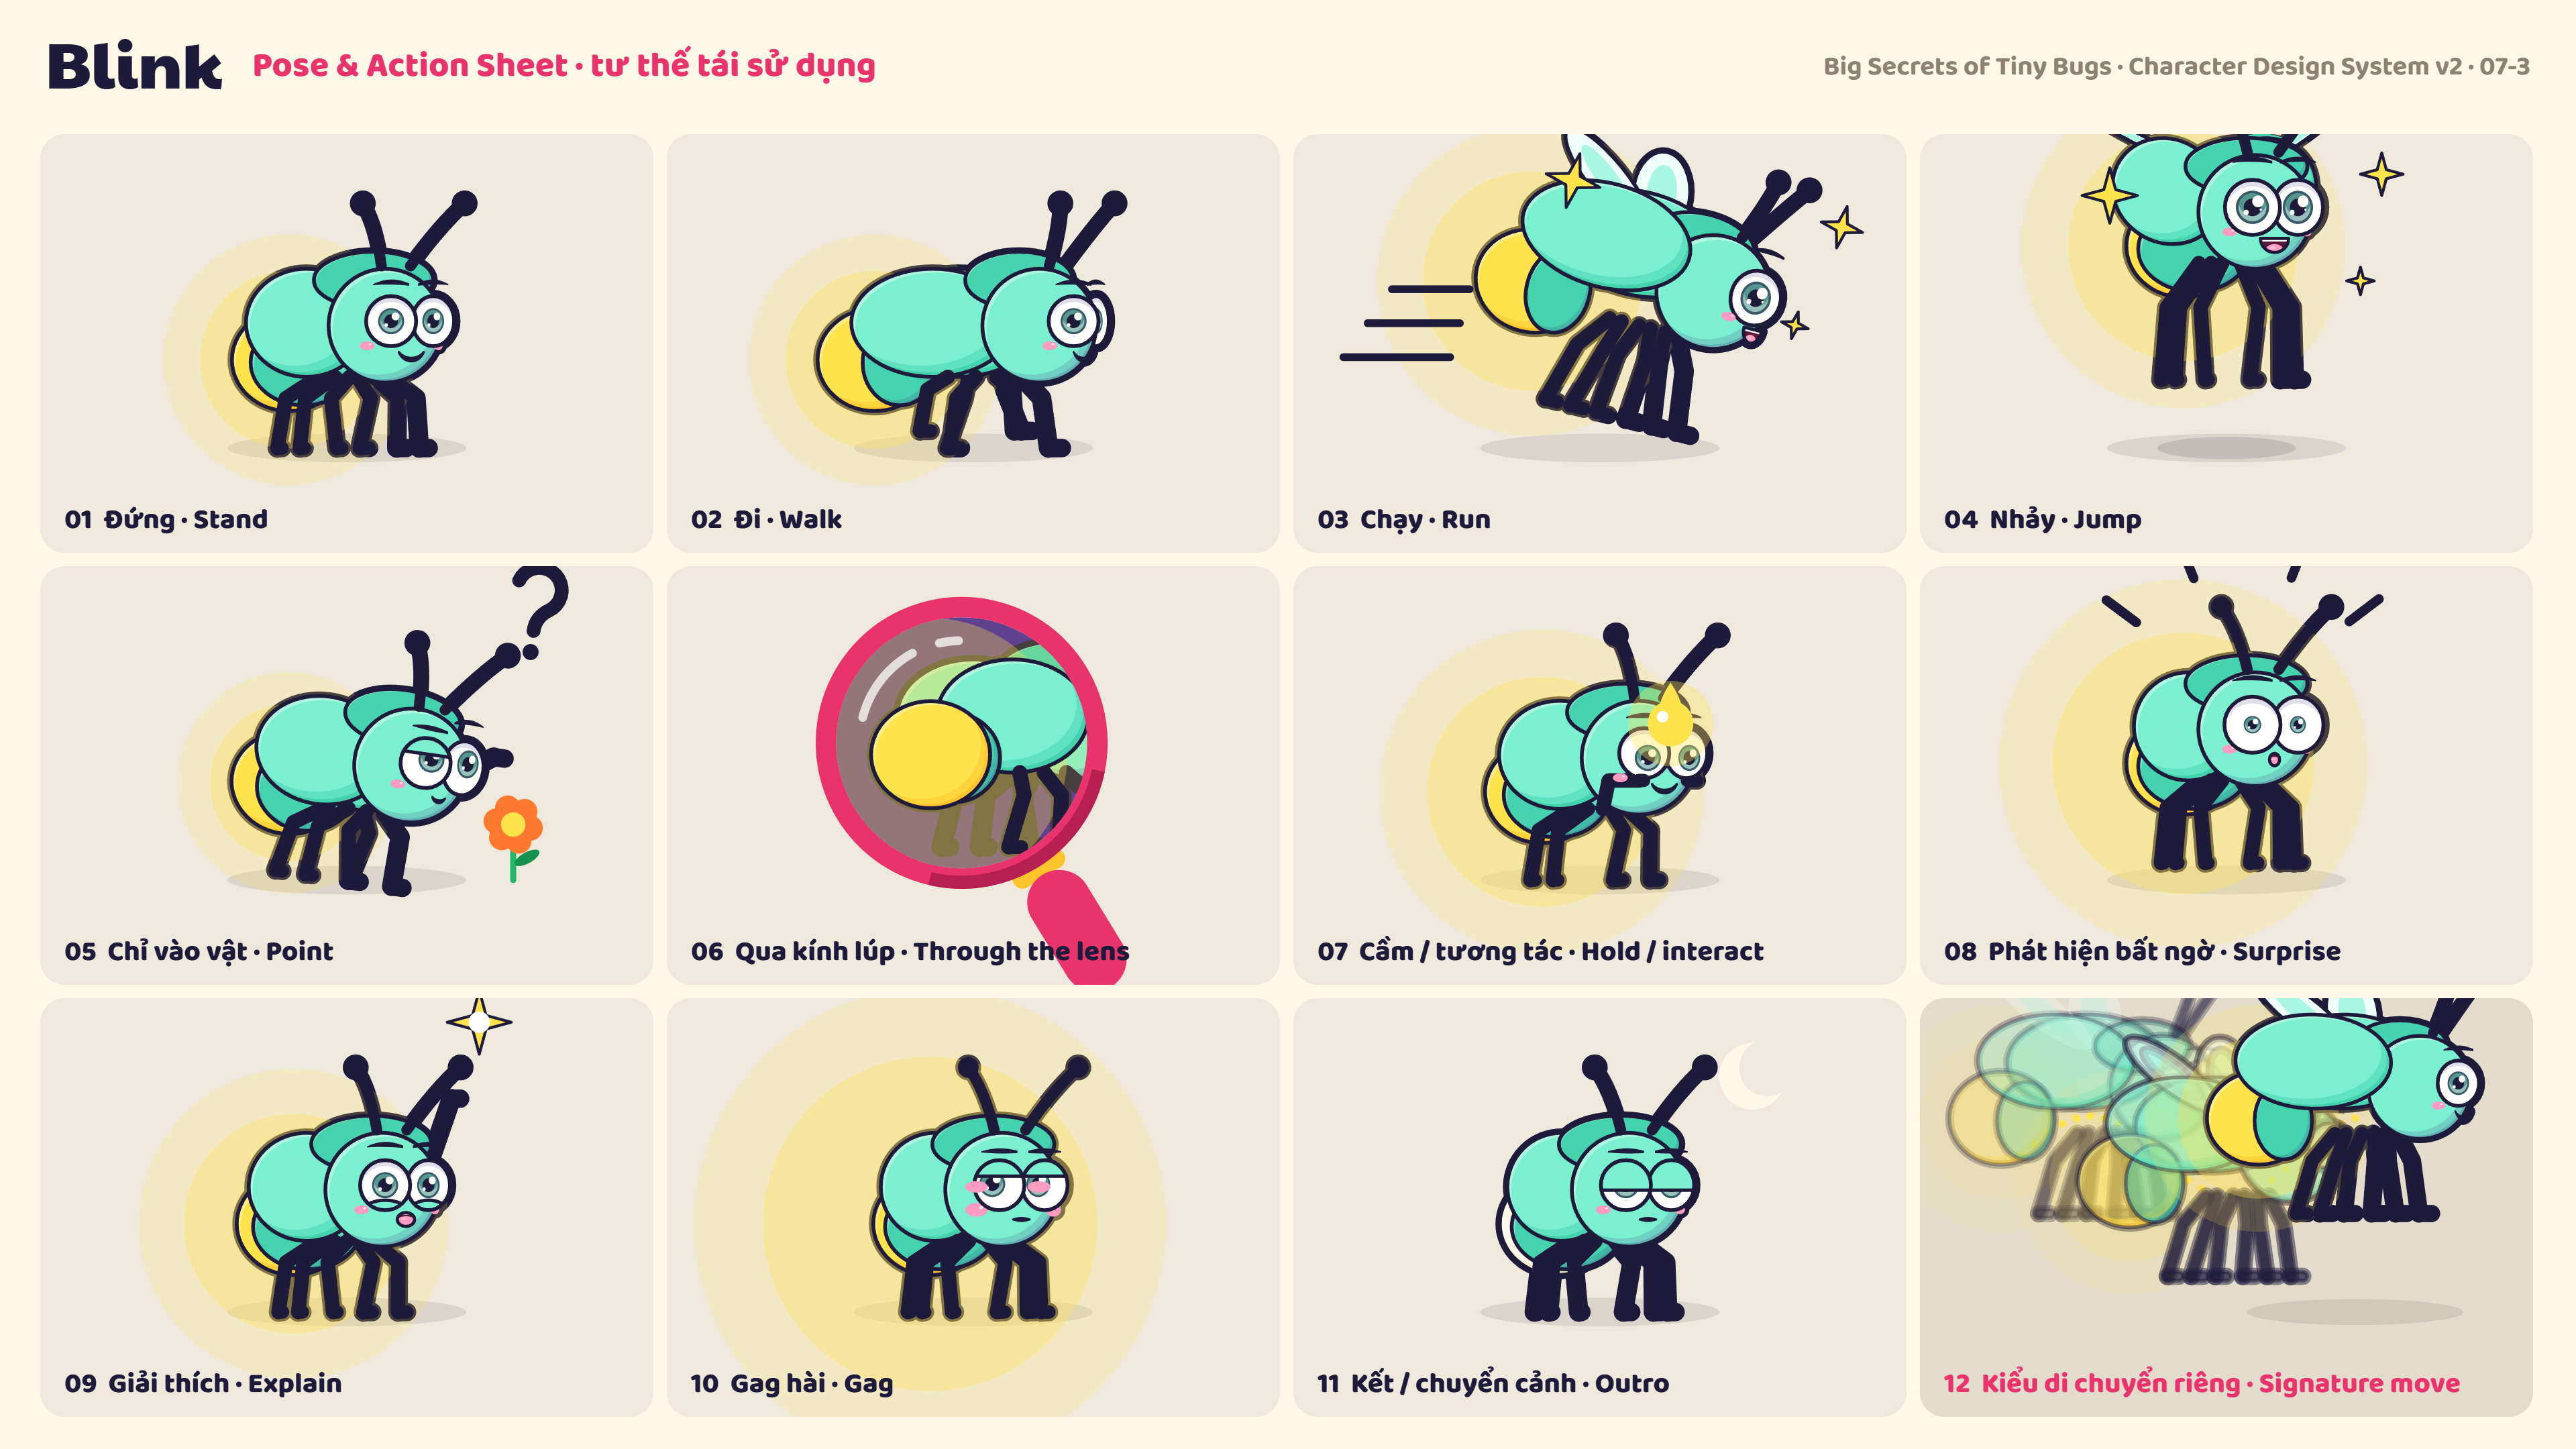 Blink
Pose & Action Sheet · tư thế tái sử dụng
Big Secrets of Tiny Bugs · Character Design System v2 · 07-3
01 Đứng · Stand
02 Đi · Walk
03 Chạy · Run
04 Nhảy · Jump
?
05 Chỉ vào vật · Point
06 Qua kính lúp · Through the lens
07 Cầm / tương tác · Hold / interact
08 Phát hiện bất ngờ · Surprise
09 Giải thích · Explain
10 Gag hài · Gag
11 Kết / chuyển cảnh · Outro
12 Kiểu di chuyển riêng · Signature move